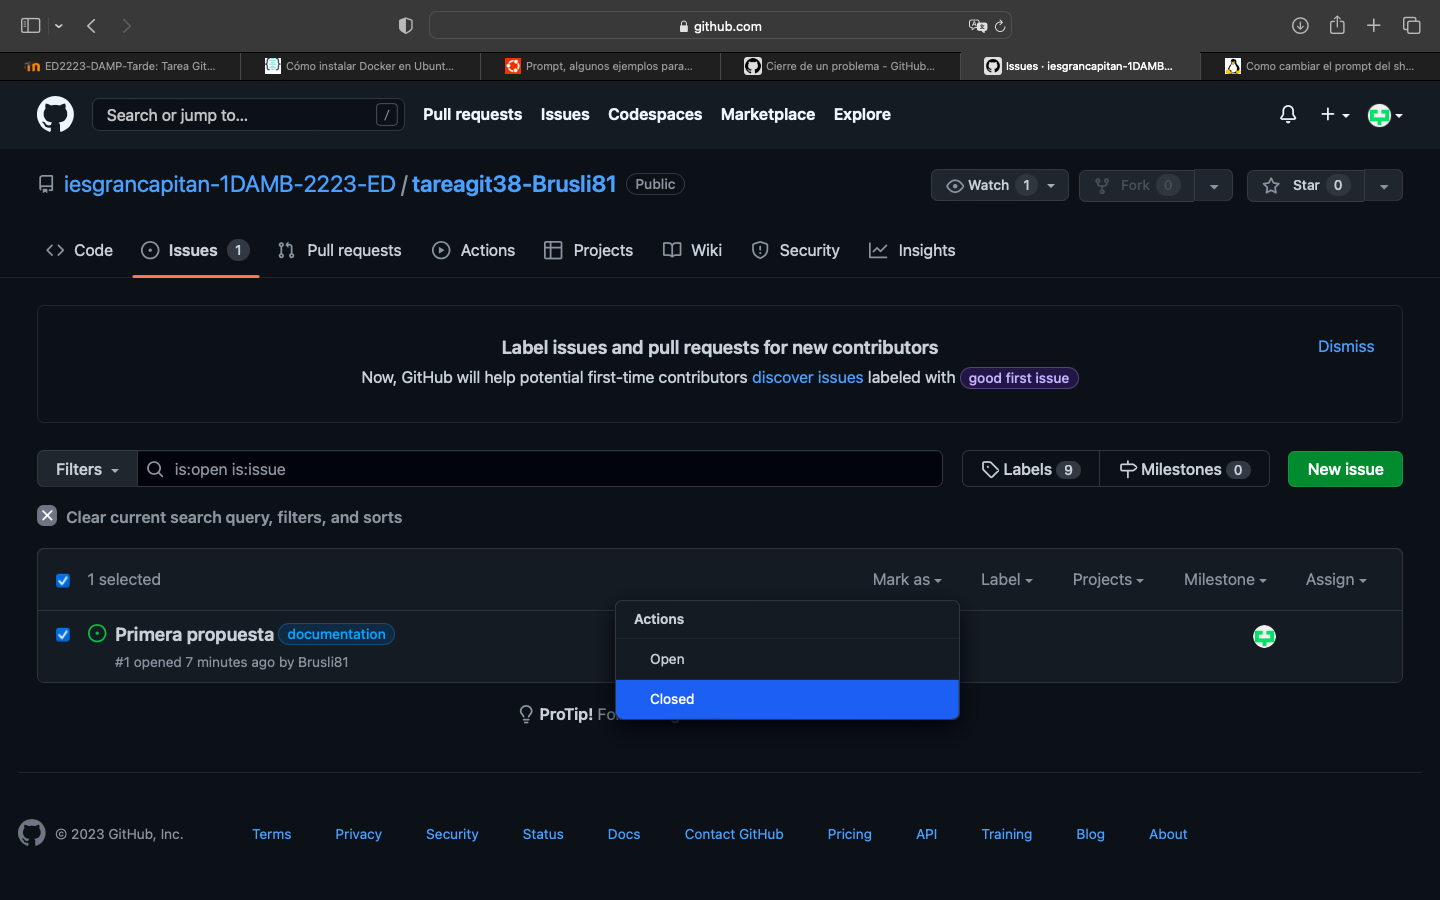 github.com
ED2223-DAMP-Tarde: Tarea Git...
Cómo instalar Docker en Ubunt...
Prompt, algunos ejemplos para...
Cierre de un problema - GitHub...
Issues · iesgrancapitan-1DAMB...
Como cambiar el prompt del sh...
Search or jump to... /
Pull requests Issues Codespaces Marketplace Explore
iesgrancapitan-1DAMB-2223-ED / tareagit38-Brusli81 Public
Watch 1 Fork 0 Star 0
Code Issues 1 Pull requests Actions Projects Wiki Security Insights
Label issues and pull requests for new contributors
Dismiss
Now, GitHub will help potential first-time contributors discover issues labeled with good first issue
Filters is:open is:issue Labels 9 Milestones 0 New issue
Clear current search query, filters, and sorts
1 selected Mark as Label Projects Milestone Assign
Primera propuesta documentation
#1 opened 7 minutes ago by Brusli81
Actions
Open
Closed
ProTip! Fo
© 2023 GitHub, Inc. Terms Privacy Security Status Docs Contact GitHub Pricing API Training Blog About